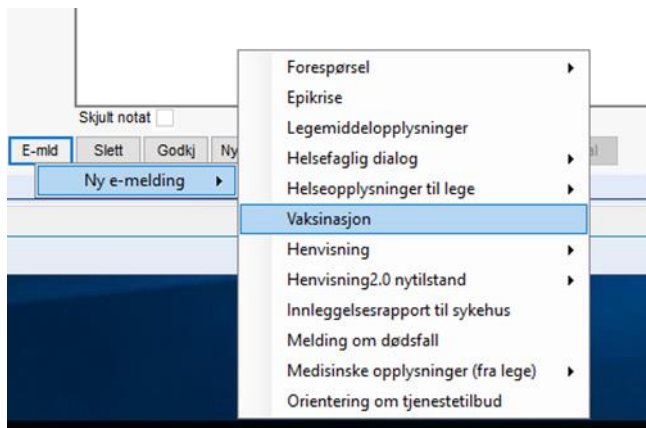 Forespørsel
Epikrise
Skjult notat
Legemiddelopplysninger
E-mld Slett Godkj Ny
Helsefaglig dialog
Ny e-melding
Helseopplysninger til lege
Vaksinasjon
Henvisning
Henvisning2.0 nytilstand
Innleggelsesrapport til sykehus
Melding om dødsfall
Medisinske opplysninger (fra lege)
Orientering om tjenestetilbud